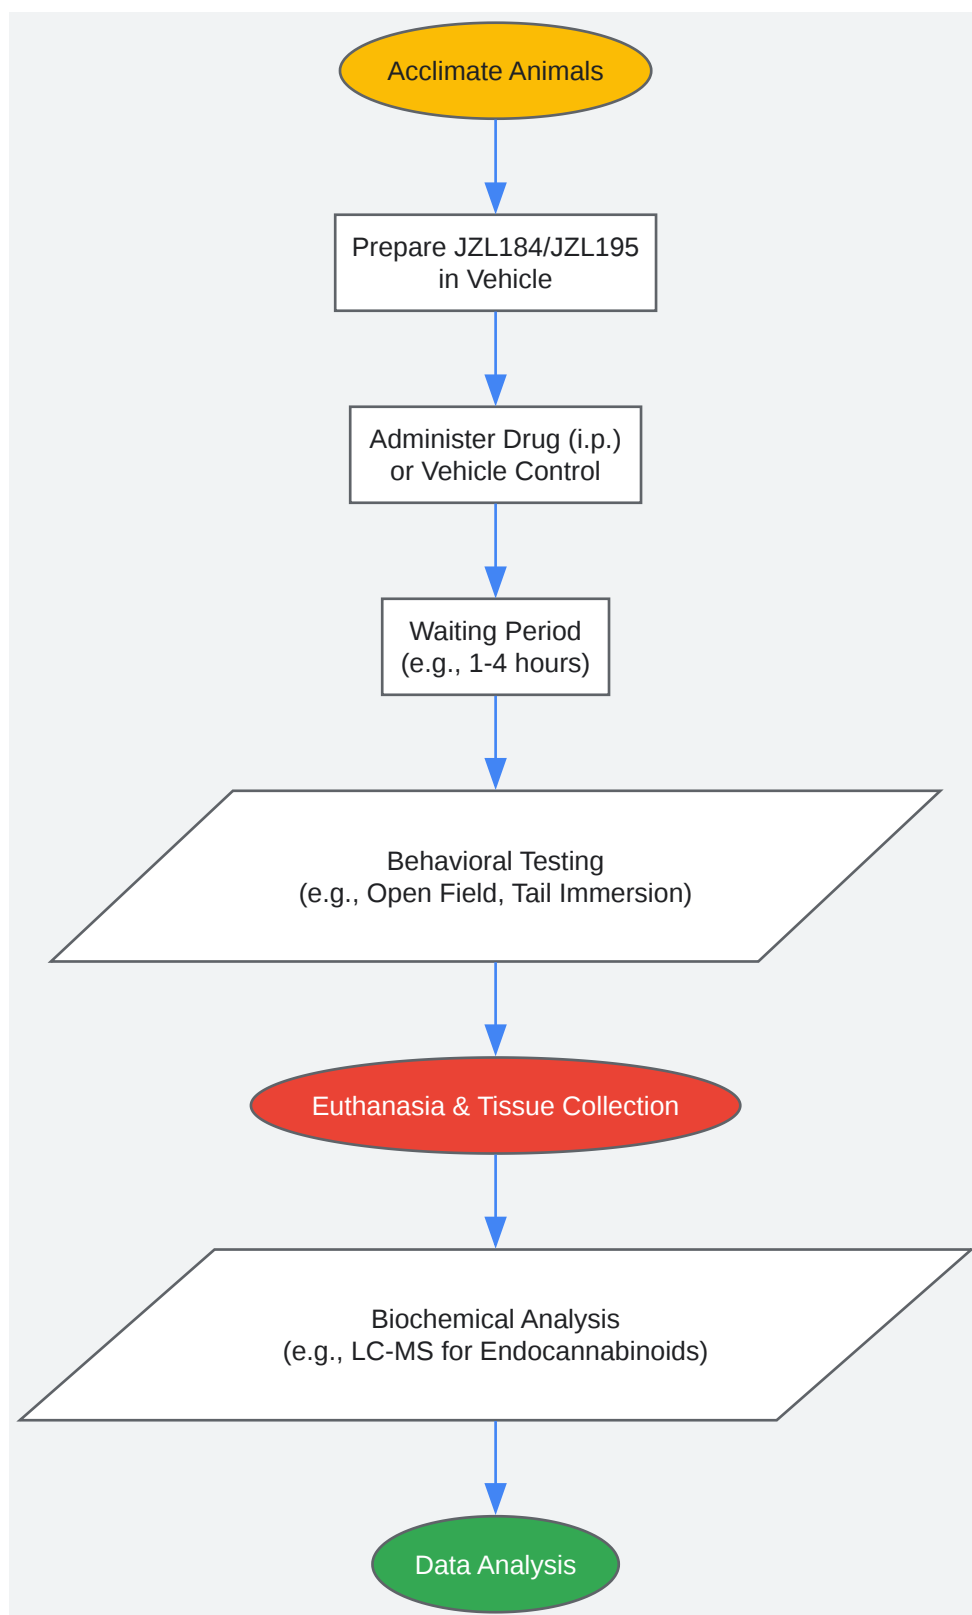 Acclimate Animals
Prepare JZL184/JZL195
in Vehicle
Administer Drug (i.p.)
or Vehicle Control
Waiting Period
(e.g., 1-4 hours)
Behavioral Testing
(e.g., Open Field, Tail Immersion)
Euthanasia & Tissue Collection
Biochemical Analysis
(e.g., LC-MS for Endocannabinoids)
Data Analysis